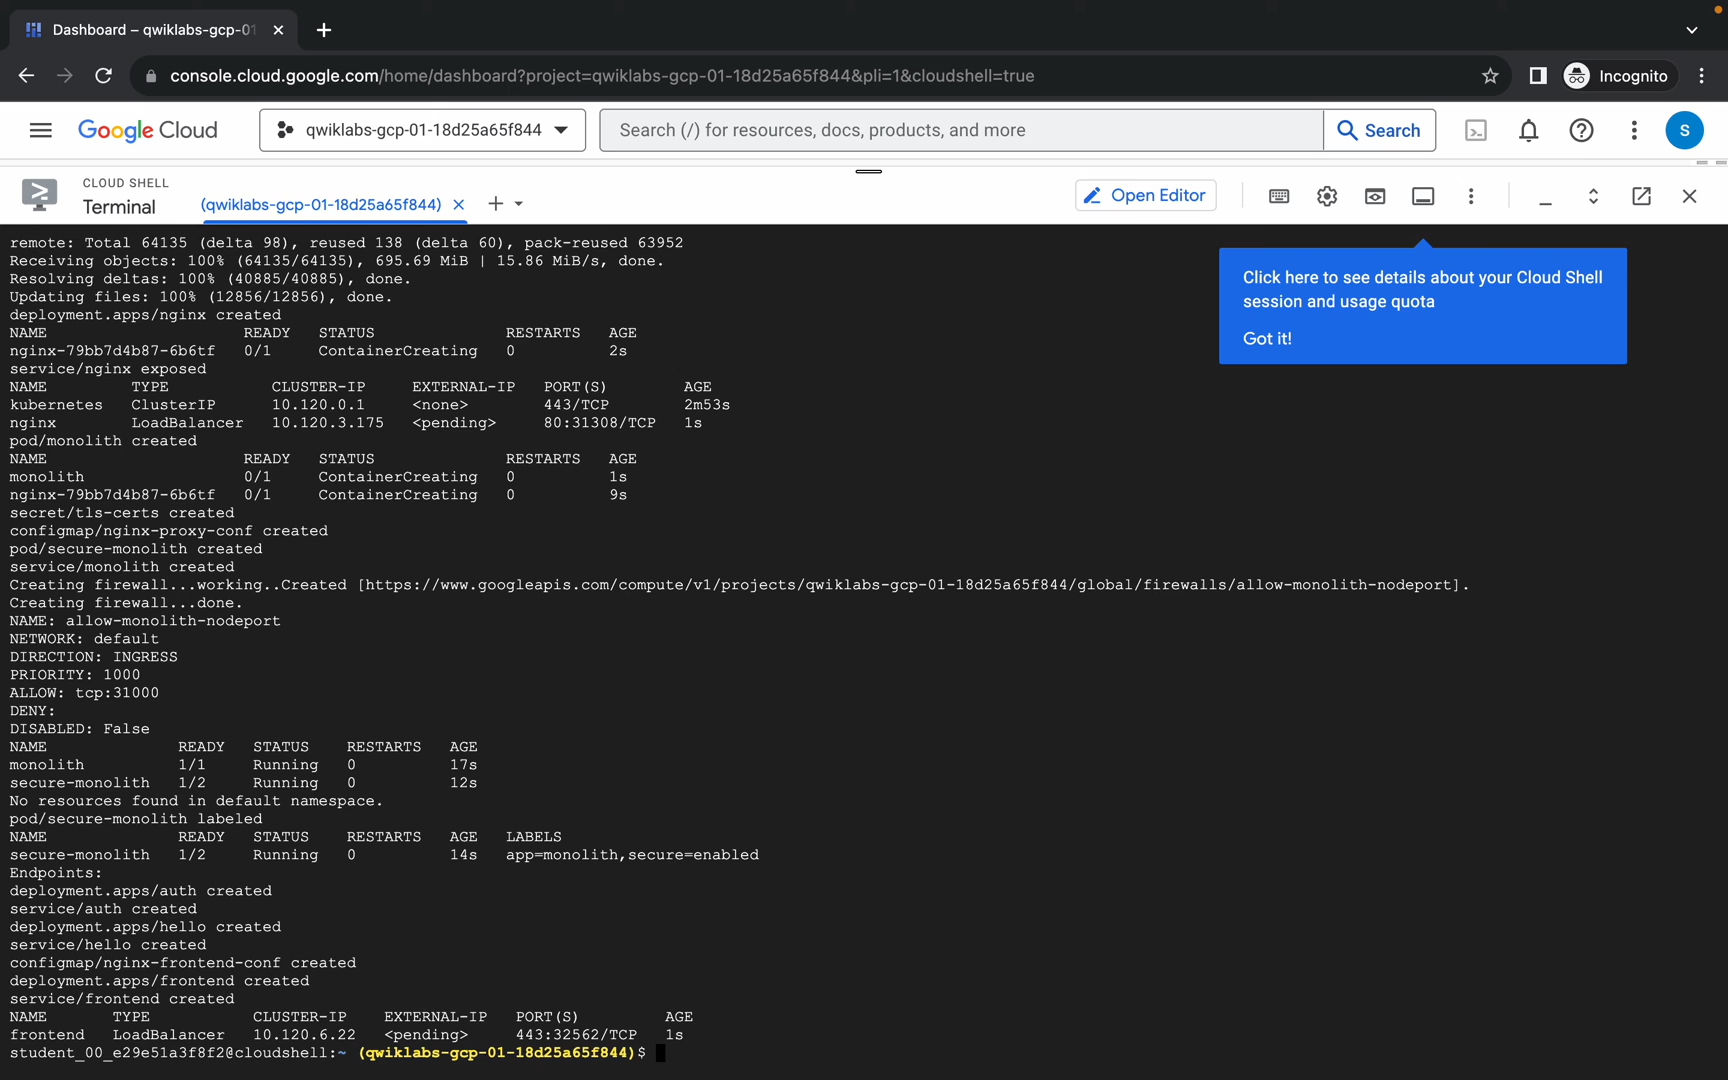 Dashboard – qwiklabs-gcp-01
console.cloud.google.com/home/dashboard?project=qwiklabs-gcp-01-18d25a65f844&pli=1&cloudshell=true
Incognito
Google Cloud
qwiklabs-gcp-01-18d25a65f844
Search (/) for resources, docs, products, and more
Search
S
CLOUD SHELL
Terminal
(qwiklabs-gcp-01-18d25a65f844)
Open Editor
Click here to see details about your Cloud Shell
session and usage quota
Got it!
remote: Total 64135 (delta 98), reused 138 (delta 60), pack-reused 63952
Receiving objects: 100% (64135/64135), 695.69 MiB | 15.86 MiB/s, done.
Resolving deltas: 100% (40885/40885), done.
Updating files: 100% (12856/12856), done.
deployment.apps/nginx created
NAME READY STATUS RESTARTS AGE
nginx-79bb7d4b87-6b6tf 0/1 ContainerCreating 0 2s
service/nginx exposed
NAME TYPE CLUSTER-IP EXTERNAL-IP PORT(S) AGE
kubernetes ClusterIP 10.120.0.1 <none> 443/TCP 2m53s
nginx LoadBalancer 10.120.3.175 <pending> 80:31308/TCP 1s
pod/monolith created
NAME READY STATUS RESTARTS AGE
monolith 0/1 ContainerCreating 0 1s
nginx-79bb7d4b87-6b6tf 0/1 ContainerCreating 0 9s
secret/tls-certs created
configmap/nginx-proxy-conf created
pod/secure-monolith created
service/monolith created
Creating firewall...working..Created [https://www.googleapis.com/compute/v1/projects/qwiklabs-gcp-01-18d25a65f844/global/firewalls/allow-monolith-nodeport].
Creating firewall...done.
NAME: allow-monolith-nodeport
NETWORK: default
DIRECTION: INGRESS
PRIORITY: 1000
ALLOW: tcp:31000
DENY:
DISABLED: False
NAME READY STATUS RESTARTS AGE
monolith 1/1 Running 0 17s
secure-monolith 1/2 Running 0 12s
No resources found in default namespace.
pod/secure-monolith labeled
NAME READY STATUS RESTARTS AGE LABELS
secure-monolith 1/2 Running 0 14s app=monolith,secure=enabled
Endpoints:
deployment.apps/auth created
service/auth created
deployment.apps/hello created
service/hello created
configmap/nginx-frontend-conf created
deployment.apps/frontend created
service/frontend created
NAME TYPE CLUSTER-IP EXTERNAL-IP PORT(S) AGE
frontend LoadBalancer 10.120.6.22 <pending> 443:32562/TCP 1s
student_00_e29e51a3f8f2@cloudshell:~ (qwiklabs-gcp-01-18d25a65f844)$